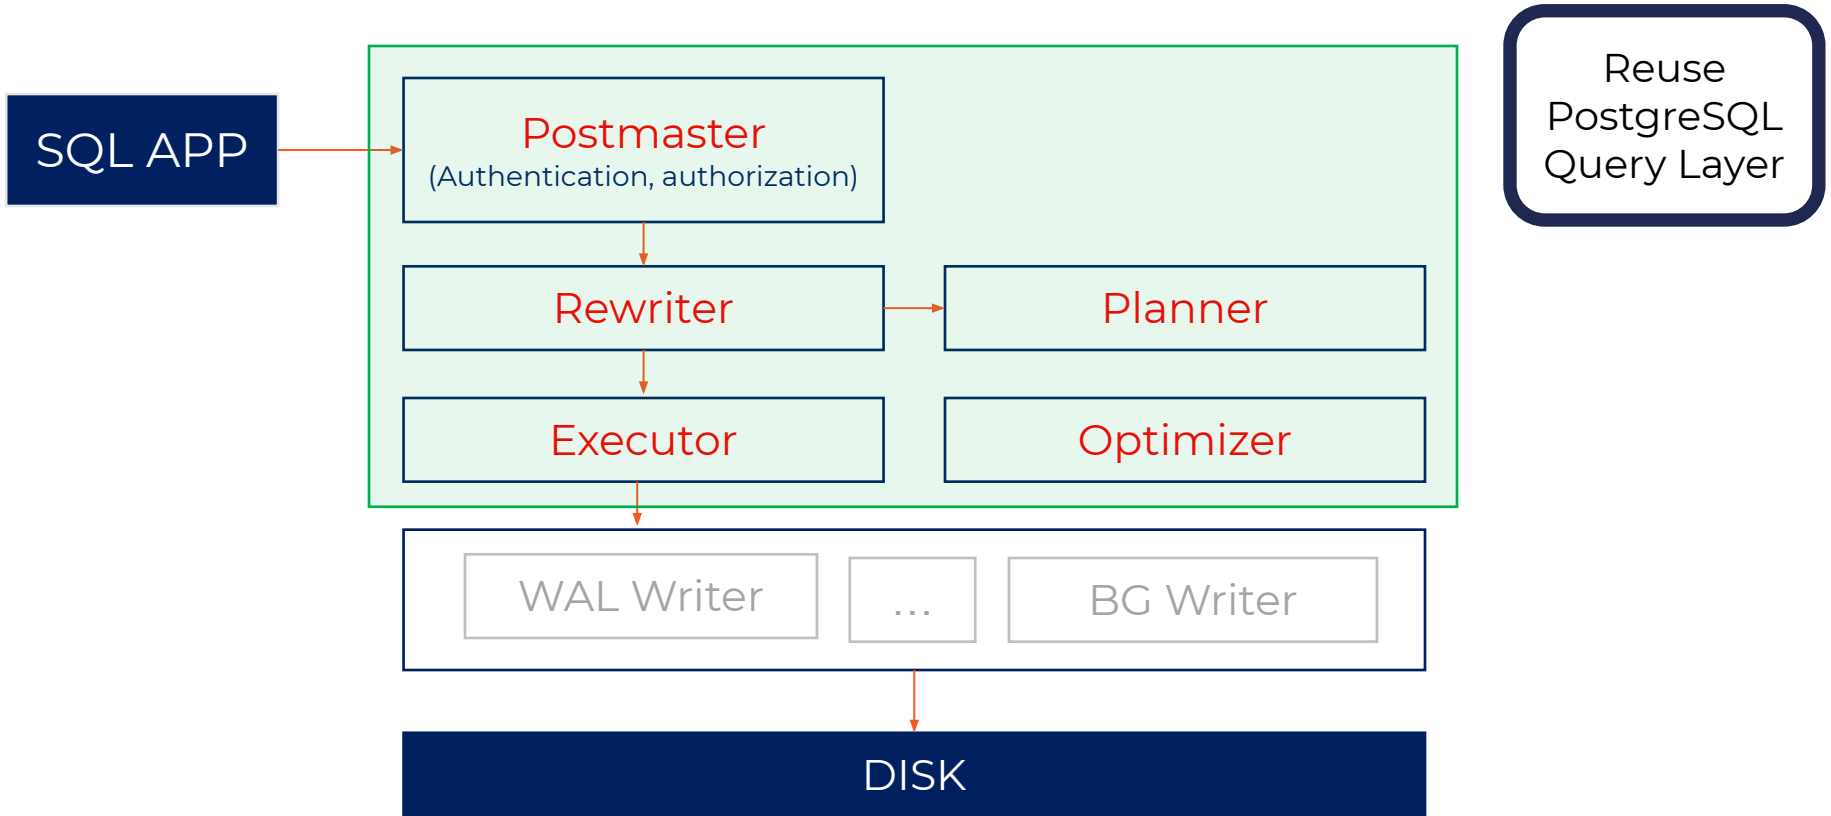 SQL APP
Postmaster
(Authentication, authorization)
Rewriter
Planner
Executor
Optimizer
WAL Writer
...
BG Writer
DISK
Reuse
PostgreSQL
Query Layer